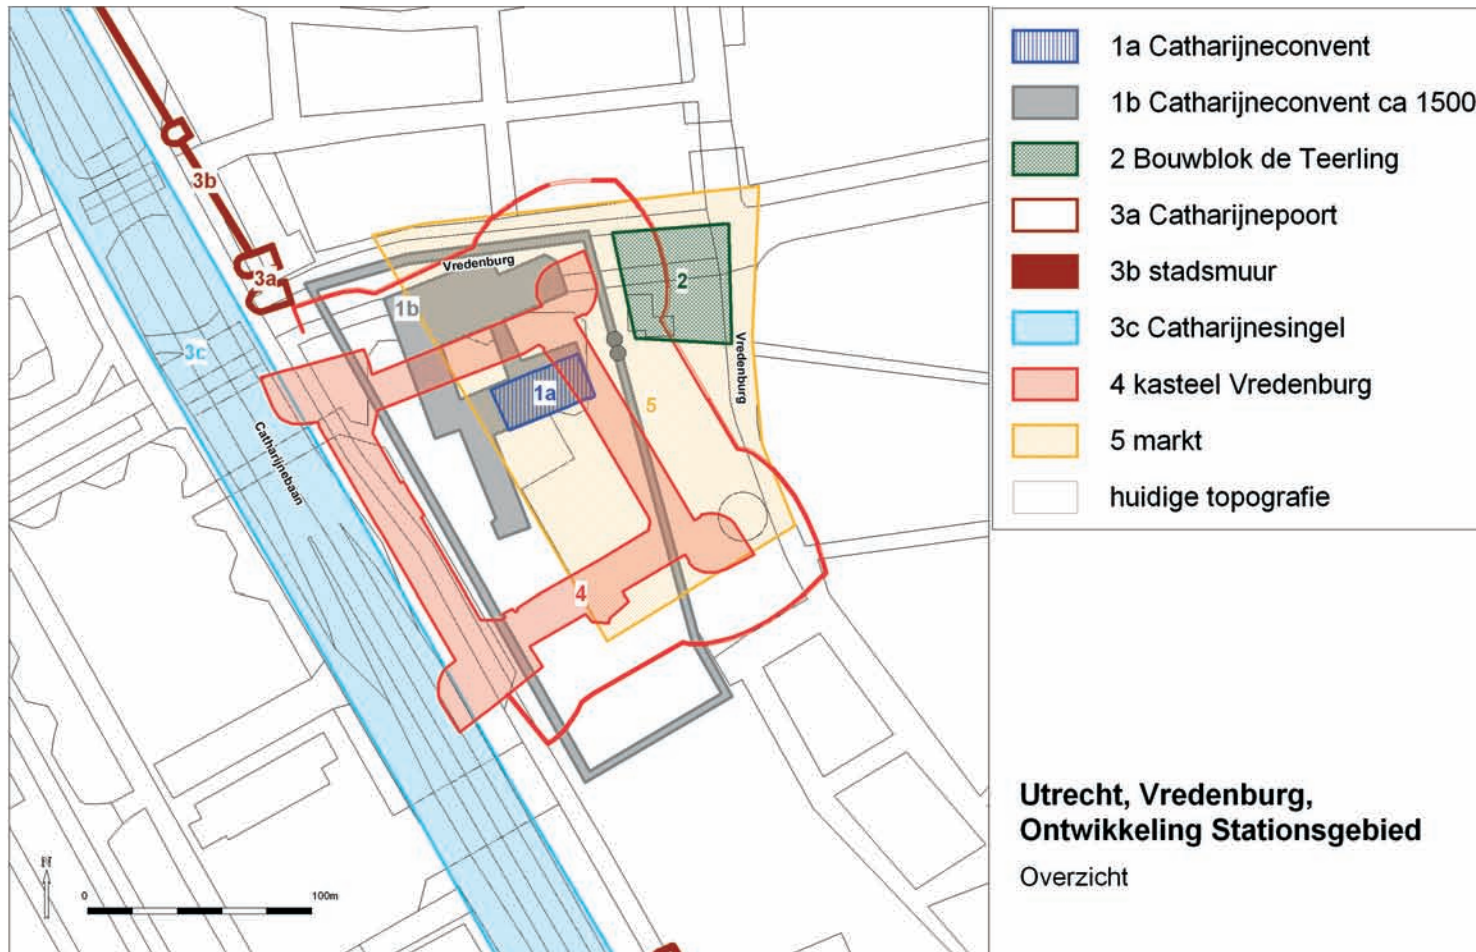 3b
3a
Vredenburg
1b
2
3c
Vredenburg
1a
5
Catharijnebaan
4
N
0 100m
1a Catharijneconvent
1b Catharijneconvent ca 1500
2 Bouwblok de Teerling
3a Catharijnepoort
3b stadsmuur
3c Catharijnesingel
4 kasteel Vredenburg
5 markt
huidige topografie
Utrecht, Vredenburg,
Ontwikkeling Stationsgebied
Overzicht